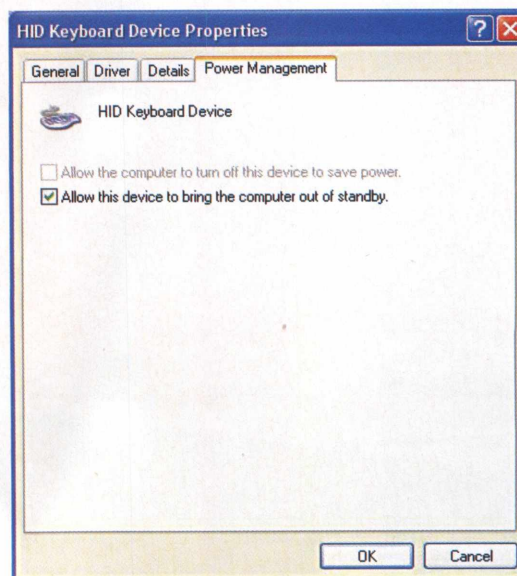 HID Keyboard Device Properties
General Driver Details Power Management
HID Keyboard Device
Allow the computer to turn off this device to save power.
Allow this device to bring the computer out of standby.
OK Cancel